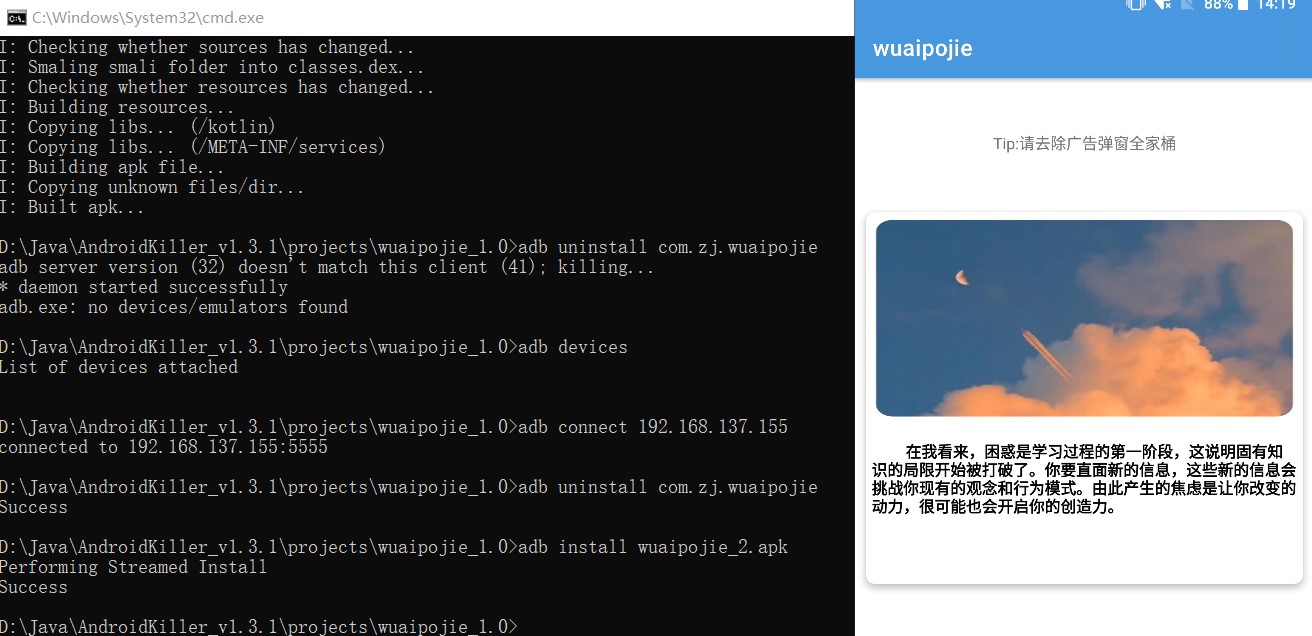 C:\Windows\System32\cmd.exe
I: Checking whether sources has changed...
I: Smaling smali folder into classes.dex...
I: Checking whether resources has changed...
I: Building resources...
I: Copying libs... (/kotlin)
I: Copying libs... (/META-INF/services)
I: Building apk file...
I: Copying unknown files/dir...
I: Built apk...
D:\Java\AndroidKiller_v1.3.1\projects\wuaipojie_1.0>adb uninstall com.zj.wuaipojie
adb server version (32) doesn't match this client (41); killing...
* daemon started successfully
adb.exe: no devices/emulators found
D:\Java\AndroidKiller_v1.3.1\projects\wuaipojie_1.0>adb devices
List of devices attached
D:\Java\AndroidKiller_v1.3.1\projects\wuaipojie_1.0>adb connect 192.168.137.155
connected to 192.168.137.155:5555
D:\Java\AndroidKiller_v1.3.1\projects\wuaipojie_1.0>adb uninstall com.zj.wuaipojie
Success
D:\Java\AndroidKiller_v1.3.1\projects\wuaipojie_1.0>adb install wuaipojie_2.apk
Performing Streamed Install
Success
D:\Java\AndroidKiller_v1.3.1\projects\wuaipojie_1.0>
88% 14:19
wuaipojie
Tip:请去除广告弹窗全家桶
在我看来，困惑是学习过程的第一阶段，这说明固有知
识的局限开始被打破了。你要直面新的信息，这些新的信息会
挑战你现有的观念和行为模式。由此产生的焦虑是让你改变的
动力，很可能也会开启你的创造力。